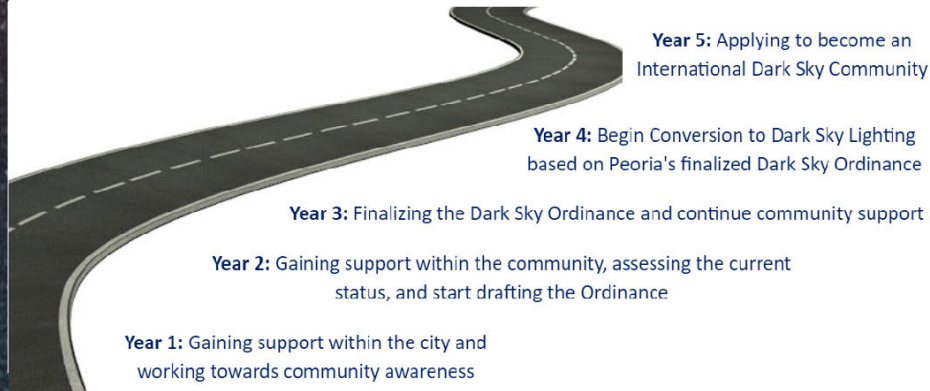 Year 5: Applying to become an
International Dark Sky Community
Year 4: Begin Conversion to Dark Sky Lighting
based on Peoria's finalized Dark Sky Ordinance
Year 3: Finalizing the Dark Sky Ordinance and continue community support
Year 2: Gaining support within the community, assessing the current
status, and start drafting the Ordinance
Year 1: Gaining support within the city and
working towards community awareness